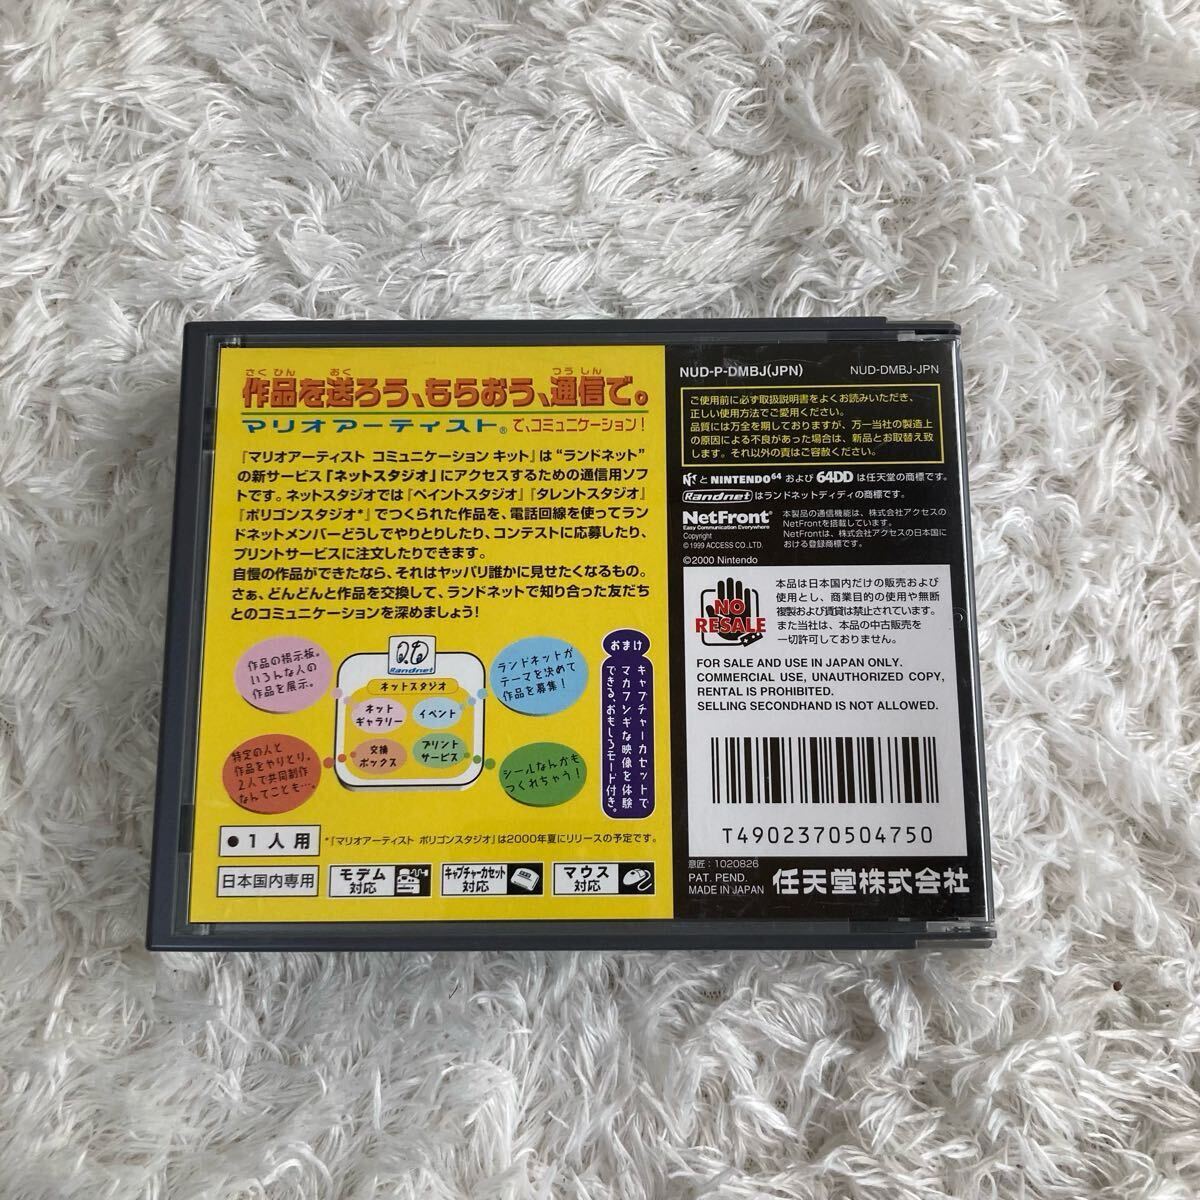 さくひん おく つうしん
作品を送ろう、もらおう、通信で。
マリオアーティスト®で、コミュニケーション!
『マリオアーティスト コミュニケーション キット』は“ランドネット”
の新サービス「ネットスタジオ」にアクセスするための通信用ソフ
トです。ネットスタジオでは『ペイントスタジオ』『タレントスタジオ』
『ポリゴンスタジオ*』でつくられた作品を、電話回線を使ってラン
ドネットメンバーどうしでやりとりしたり、コンテストに応募したり、
プリントサービスに注文したりできます。
自慢の作品ができたなら、それはヤッパリ誰かに見せたくなるもの。
さぁ、どんどんと作品を交換して、ランドネットで知り合った友だち
とのコミュニケーションを深めましょう!
作品の掲示板。
いろんな人の
作品を展示。
Randnet
ネットスタジオ
ネット
ギャラリー
イベント
交換
ボックス
プリント
サービス
ランドネットが
テーマを決めて
作品を募集!
特定の人と
作品をやりとり。
2人で共同制作
なんてことも…。
シールなんかも
つくれちゃう!
おまけ
キャプチャーカセットで
マカフシギな映像を体験
できる、おもしろモード付き。
●1人用
*『マリオアーティスト ポリゴンスタジオ』は2000年夏にリリースの予定です。
日本国内専用
モデム
対応
キャプチャーカセット
対応
マウス
対応
NUD-P-DMBJ(JPN) NUD-DMBJ-JPN
ご使用前に必ず取扱説明書をよくお読みいただき、
正しい使用方法でご愛用ください。
品質には万全を期しておりますが、万一当社の製造上
の原因による不良があった場合は、新品とお取替え致
します。それ以外の責はご容赦ください。
とNINTENDO64および64DDは任天堂の商標です。
Randnetはランドネットディディの商標です。
NetFront®
Easy Communication Everywhere
Copyright
© 1999 ACCESS CO.,LTD.
本製品の通信機能は、株式会社アクセスの
NetFrontを搭載しています。
NetFrontは、株式会社アクセスの日本国に
おける登録商標です。
©2000 Nintendo
NO
RESALE
本品は日本国内だけの販売および
使用とし、商業目的の使用や無断
複製および賃貸は禁止されています。
また当社は、本品の中古販売を
一切許可しておりません。
FOR SALE AND USE IN JAPAN ONLY.
COMMERCIAL USE, UNAUTHORIZED COPY,
RENTAL IS PROHIBITED.
SELLING SECONDHAND IS NOT ALLOWED.
T4902370504750
意匠:1020826
PAT. PEND.
MADE IN JAPAN
任天堂株式会社